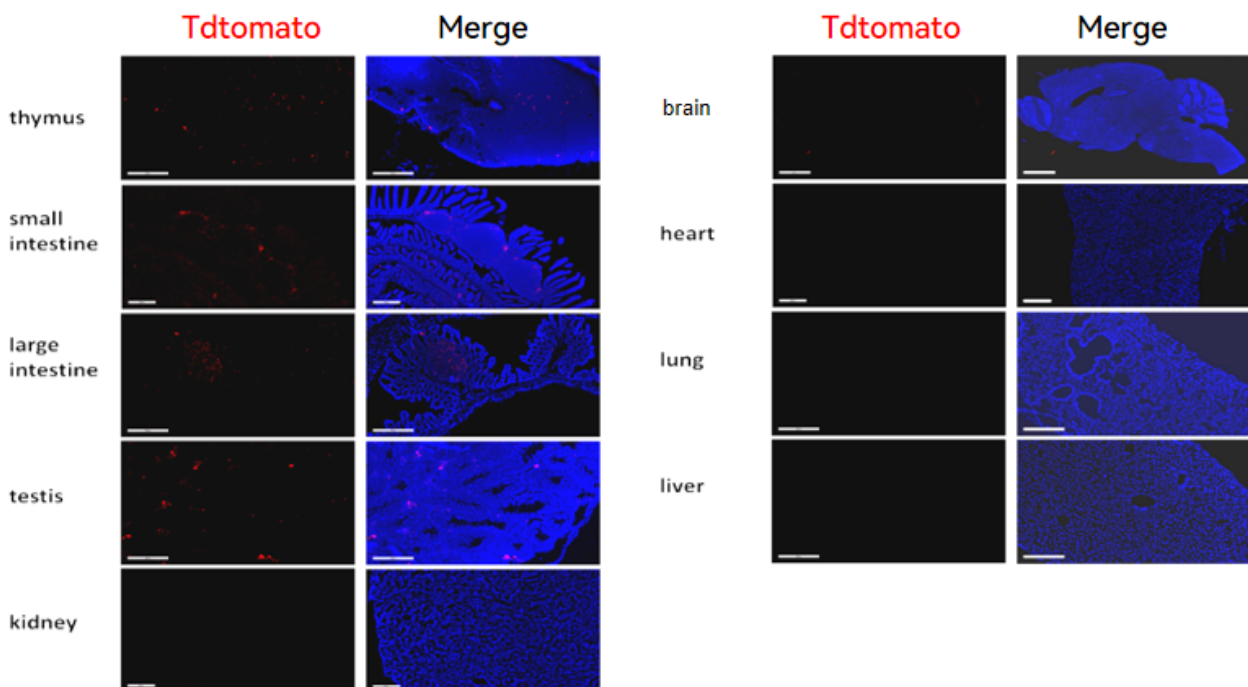 Tdtomato Merge
thymus
small
intestine
large
intestine
testis
kidney
Tdtomato Merge
brain
heart
lung
liver